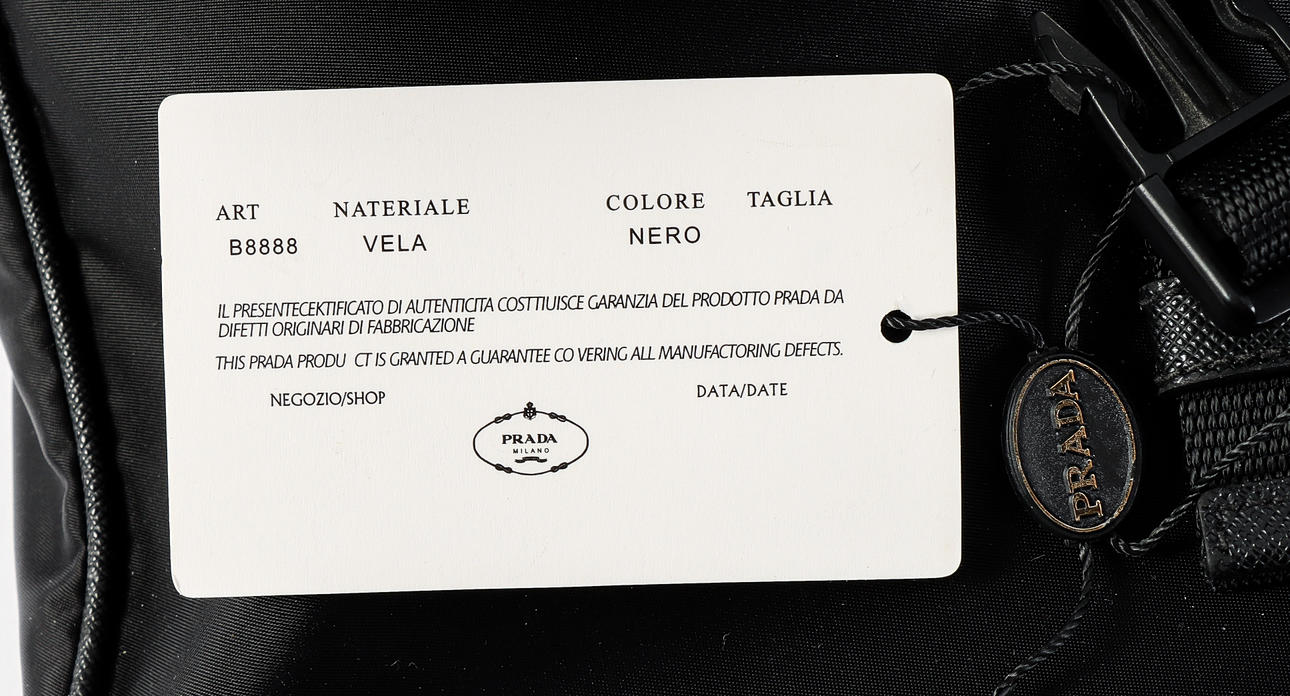 ART NATERIALE COLORE TAGLIA
B8888 VELA NERO
IL PRESENTECEKTIFICATO DI AUTENTICITA COSTTIUISCE GARANZIA DEL PRODOTTO PRADA DA
DIFETTI ORIGINARI DI FABBRICAZIONE
THIS PRADA PRODU CT IS GRANTED A GUARANTEE CO VERING ALL MANUFACTORING DEFECTS.
NEGOZIO/SHOP DATA/DATE
PRADA
MILANO
PRADA